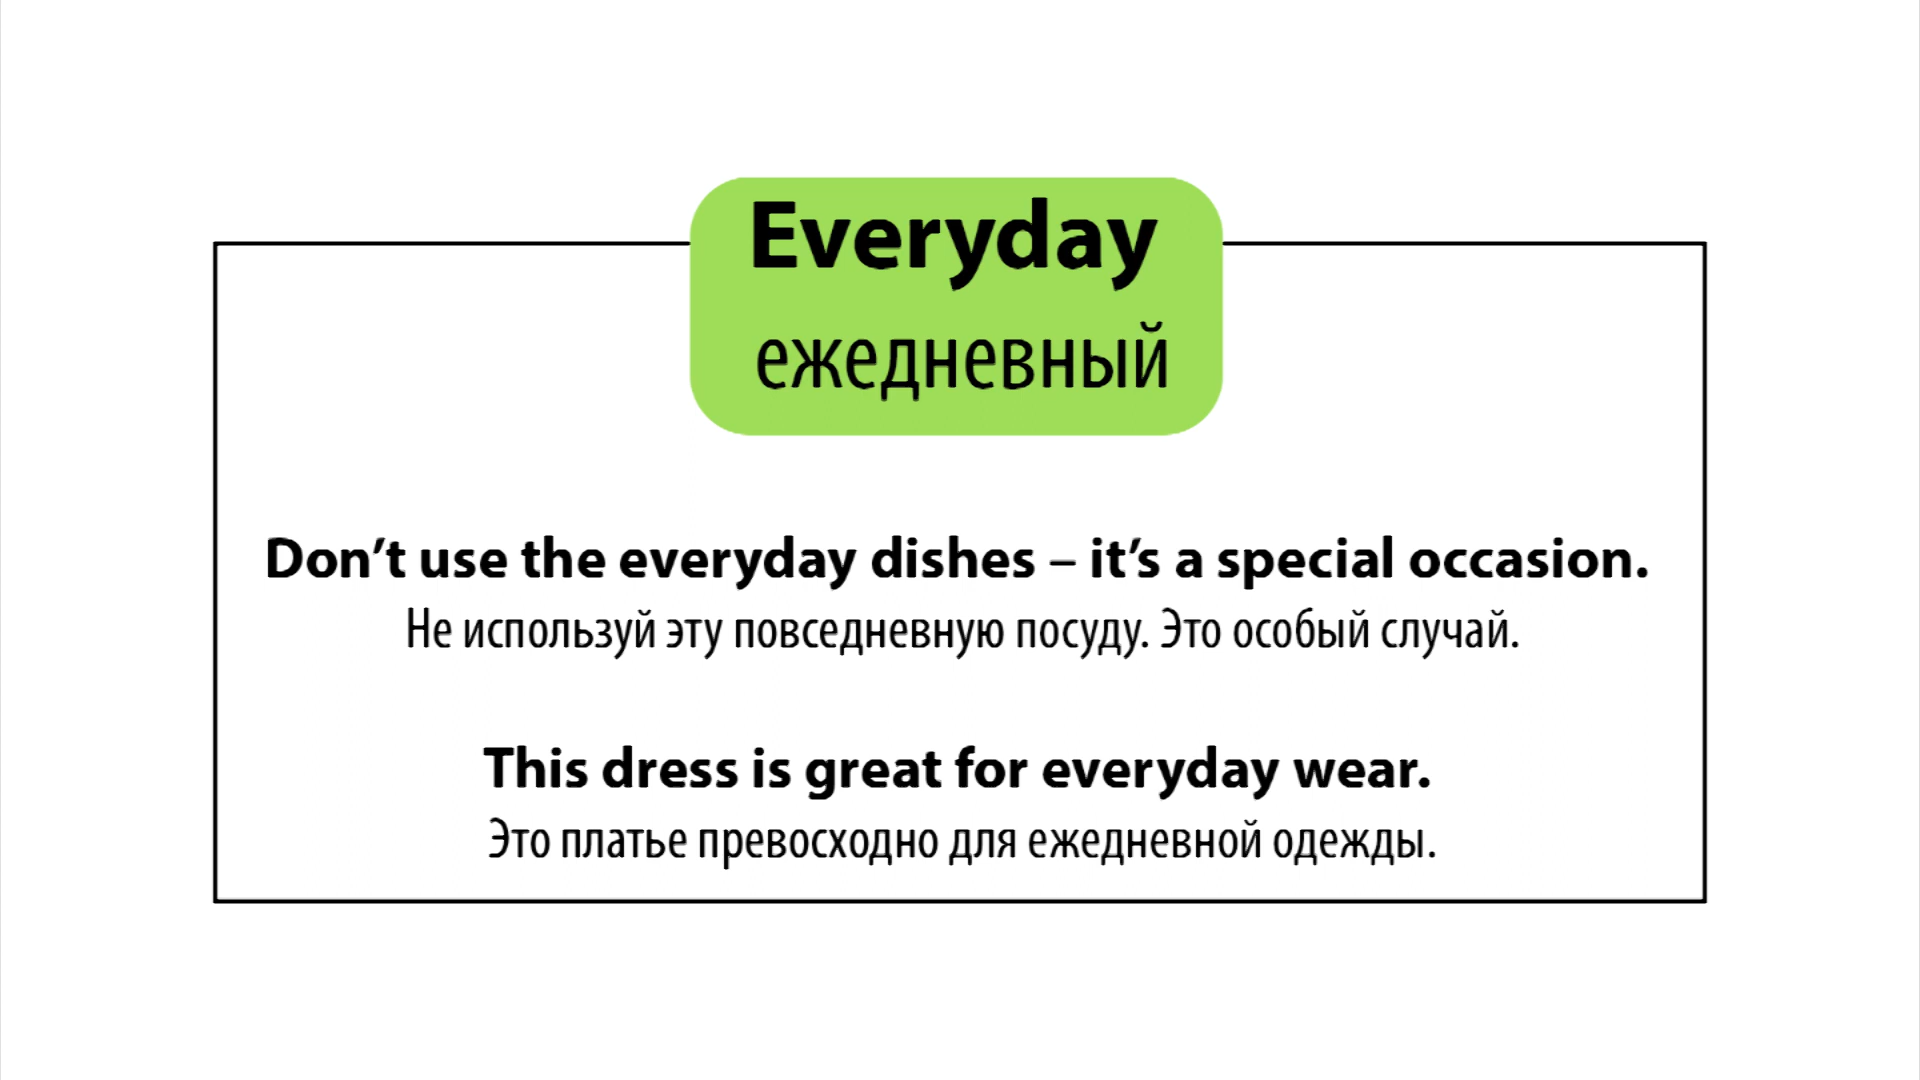 Everyday
ежедневный
Don’t use the everyday dishes – it’s a special occasion.
Не используй эту повседневную посуду. Это особый случай.
This dress is great for everyday wear.
Это платье превосходно для ежедневной одежды.